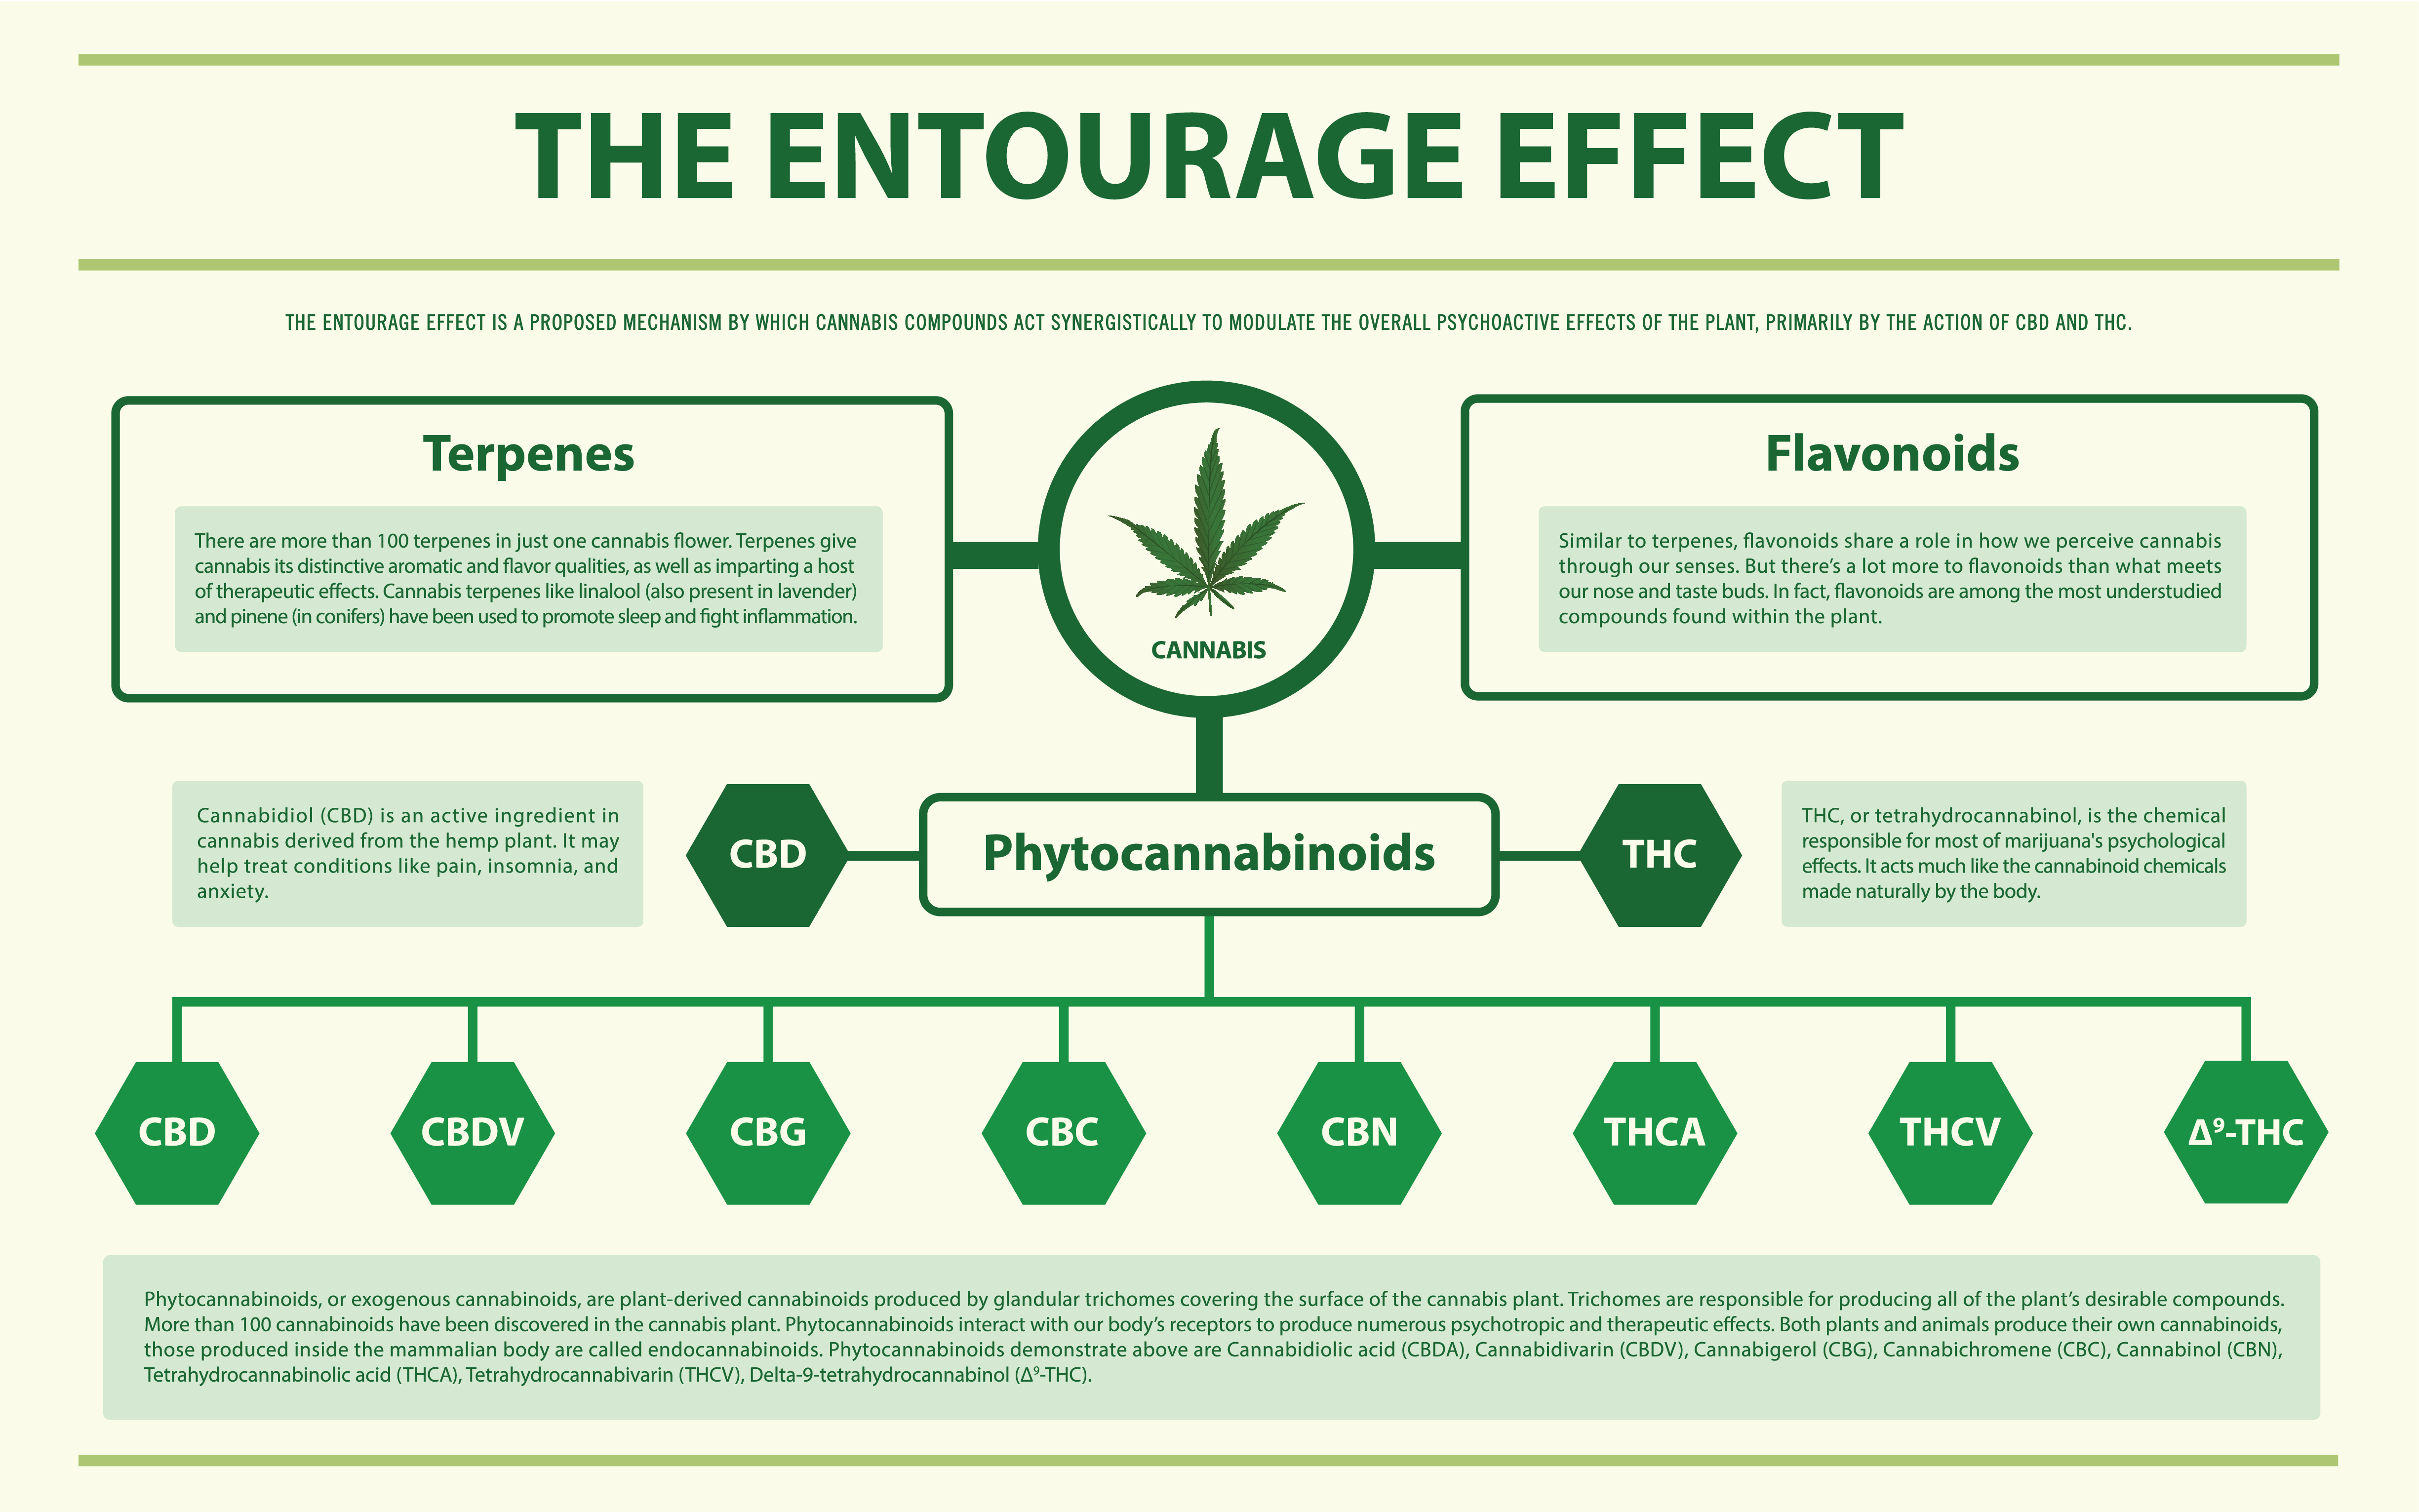 THE ENTOURAGE EFFECT
THE ENTOURAGE EFFECT IS A PROPOSED MECHANISM BY WHICH CANNABIS COMPOUNDS ACT SYNERGISTICALLY TO MODULATE THE OVERALL PSYCHOACTIVE EFFECTS OF THE PLANT, PRIMARILY BY THE ACTION OF CBD AND THC.
Terpenes
There are more than 100 terpenes in just one cannabis flower. Terpenes give
cannabis its distinctive aromatic and flavor qualities, as well as imparting a host
of therapeutic effects. Cannabis terpenes like linalool (also present in lavender)
and pinene (in conifers) have been used to promote sleep and fight inflammation.
CANNABIS
Flavonoids
Similar to terpenes, flavonoids share a role in how we perceive cannabis
through our senses. But there’s a lot more to flavonoids than what meets
our nose and taste buds. In fact, flavonoids are among the most understudied
compounds found within the plant.
Cannabidiol (CBD) is an active ingredient in
cannabis derived from the hemp plant. It may
help treat conditions like pain, insomnia, and
anxiety.
CBD
Phytocannabinoids
THC
THC, or tetrahydrocannabinol, is the chemical
responsible for most of marijuana's psychological
effects. It acts much like the cannabinoid chemicals
made naturally by the body.
CBD
CBDV
CBG
CBC
CBN
THCA
THCV
Δ⁹-THC
Phytocannabinoids, or exogenous cannabinoids, are plant-derived cannabinoids produced by glandular trichomes covering the surface of the cannabis plant. Trichomes are responsible for producing all of the plant’s desirable compounds.
More than 100 cannabinoids have been discovered in the cannabis plant. Phytocannabinoids interact with our body’s receptors to produce numerous psychotropic and therapeutic effects. Both plants and animals produce their own cannabinoids,
those produced inside the mammalian body are called endocannabinoids. Phytocannabinoids demonstrate above are Cannabidiolic acid (CBDA), Cannabidivarin (CBDV), Cannabigerol (CBG), Cannabichromene (CBC), Cannabinol (CBN),
Tetrahydrocannabinolic acid (THCA), Tetrahydrocannabivarin (THCV), Delta-9-tetrahydrocannabinol (Δ⁹-THC).